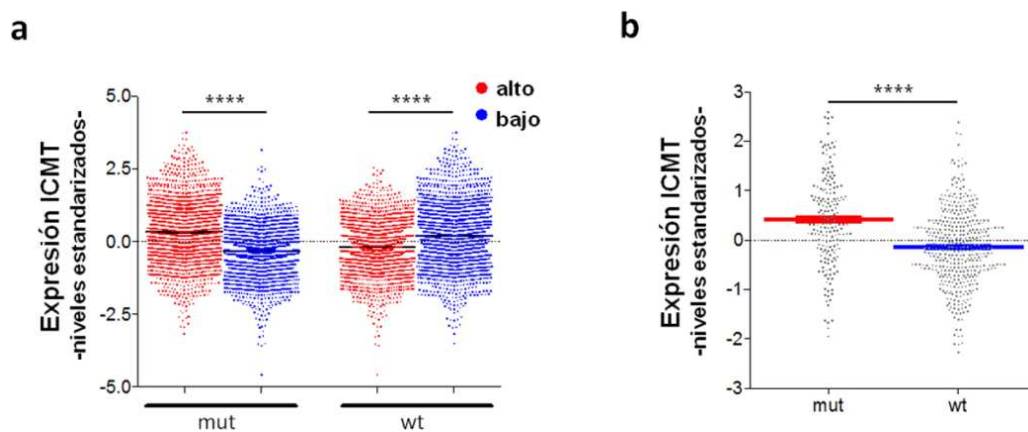 a
Expresión ICMT
-niveles estandarizados-
5.0
2.5
0.0
-2.5
-5.0
****
****
alto
bajo
mut
wt
b
Expresión ICMT
-niveles estandarizados-
3
2
1
0
-1
-2
-3
****
mut
wt